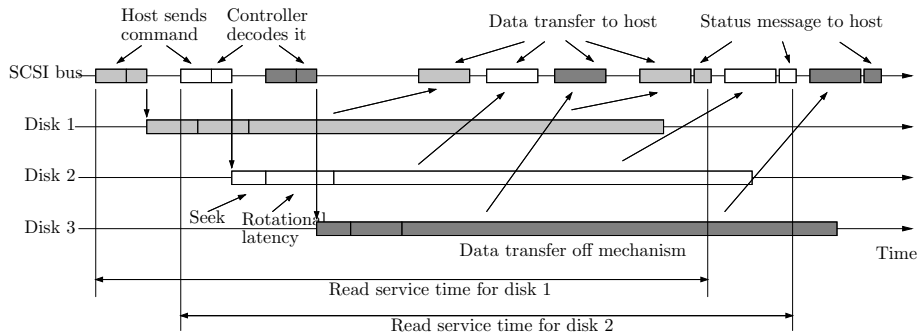 Host sends
command
Controller
decodes it
Data transfer to host
Status message to host
SCSI bus
Disk 1
Disk 2
Seek
Rotational
latency
Disk 3
Data transfer off mechanism
Time
Read service time for disk 1
Read service time for disk 2